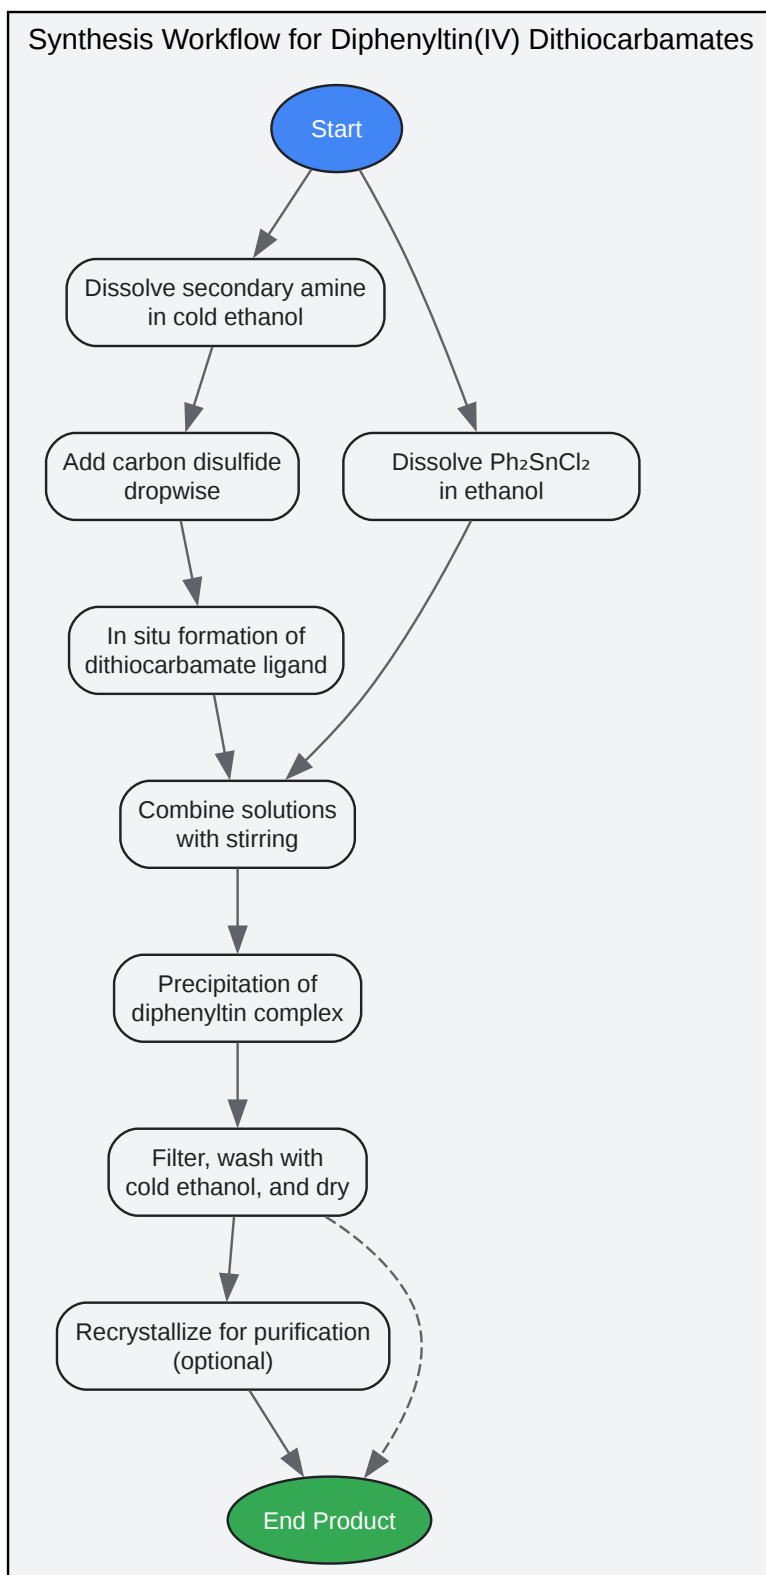 Synthesis Workflow for Diphenyltin(IV) Dithiocarbamates
Start
Dissolve secondary amine
in cold ethanol
Add carbon disulfide
dropwise
Dissolve Ph₂SnCl₂
in ethanol
In situ formation of
dithiocarbamate ligand
Combine solutions
with stirring
Precipitation of
diphenyltin complex
Filter, wash with
cold ethanol, and dry
Recrystallize for purification
(optional)
End Product